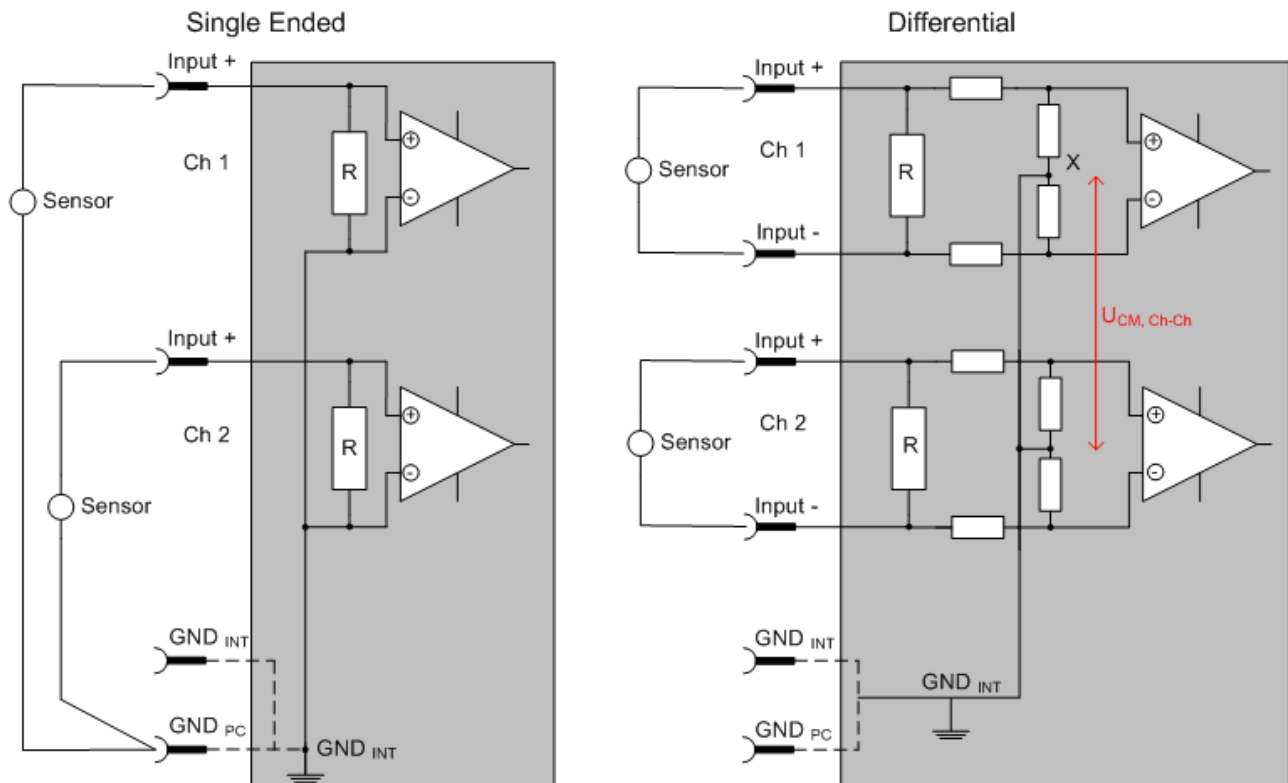 Single Ended
Input +
Ch 1
R
⊕
⊖
Sensor
Input +
Ch 2
R
⊕
⊖
Sensor
GND INT
GND PC
GND INT
Differential
Input +
Ch 1
Sensor
R
X
⊕
⊖
Input -
UCM, Ch-Ch
Input +
Ch 2
Sensor
R
⊕
⊖
Input -
GND INT
GND INT
GND PC